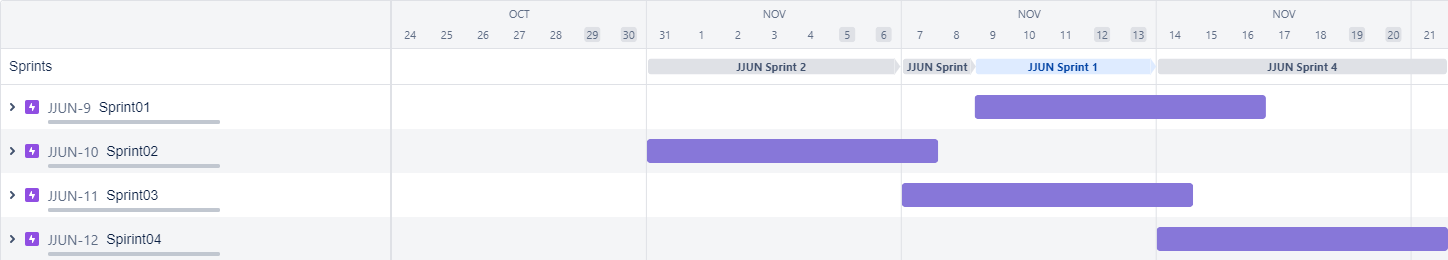 OCT NOV NOV NOV
24 25 26 27 28 29 30 31 1 2 3 4 5 6 7 8 9 10 11 12 13 14 15 16 17 18 19 20 21
Sprints JJUN Sprint 2 JJUN Sprint JJUN Sprint 1 JJUN Sprint 4
JJUN-9 Sprint01
JJUN-10 Sprint02
JJUN-11 Sprint03
JJUN-12 Spirint04